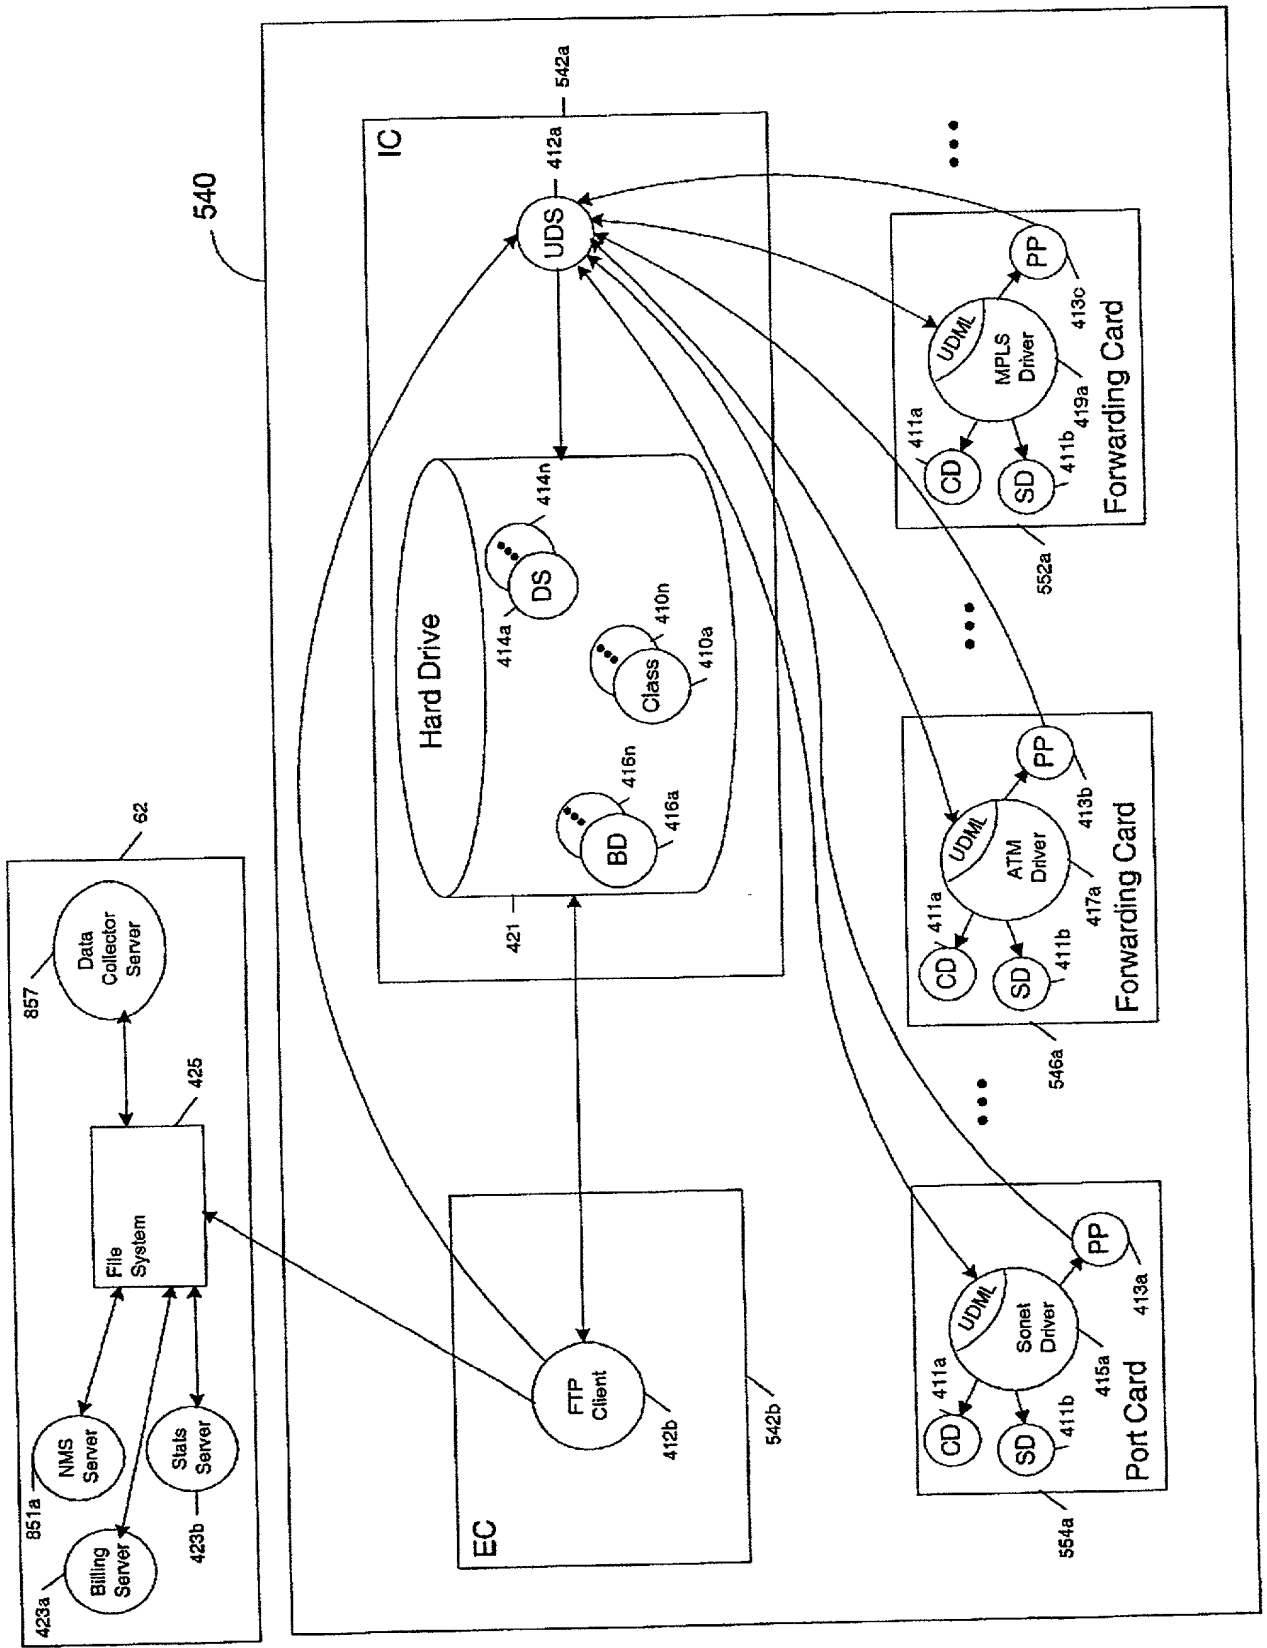 62
857
Data
Collector
Server
425
File
System
NMS
Server
851a
Billing
Server
423a
Stats
Server
423b
540
IC
542a
UDS
412a
Hard Drive
421
DS
414a
414n
Class
410a
410n
BD
416a
416n
EC
FTP
Client
412b
542b
UDML
Sonet
Driver
415a
CD
411a
SD
411b
PP
413a
Port Card
554a
UDML
ATM
Driver
417a
CD
411a
SD
411b
PP
413b
Forwarding Card
546a
UDML
MPLS
Driver
419a
CD
411a
SD
411b
PP
413c
Forwarding Card
552a